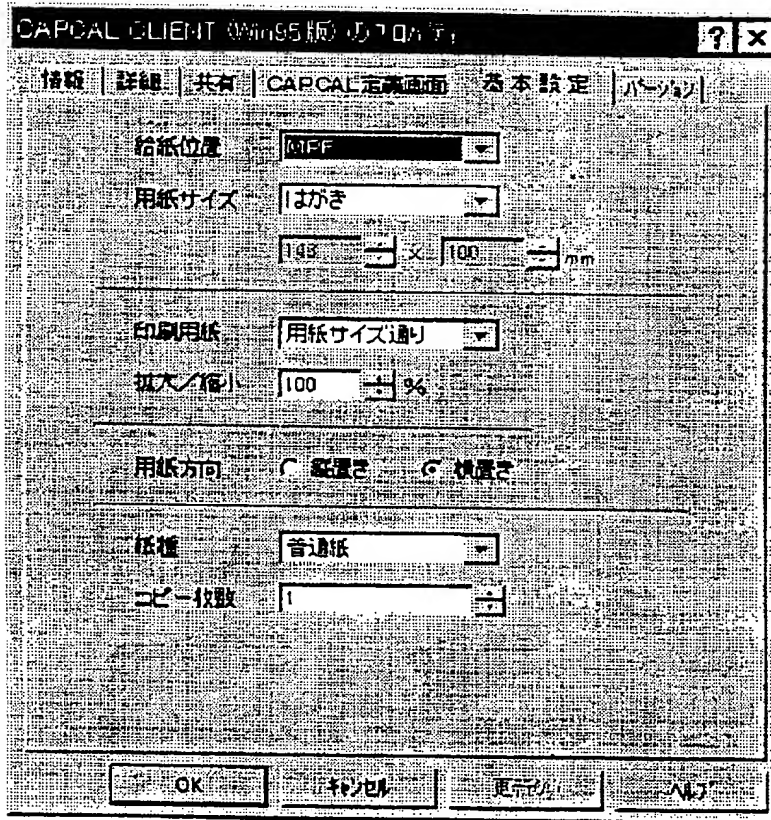 CAPCAL CLIENT (Win95版) のプロパティ
情報 詳細 共有 CAPCAL定義画面 基本設定 バージョン
給紙位置
用紙サイズ はがき
148 × 100 mm
印刷用紙 用紙サイズ通り
拡大／縮小 100 %
用紙方向 縦置き 横置き
紙種 普通紙
コピー枚数 1
OK キャンセル ヘルプ